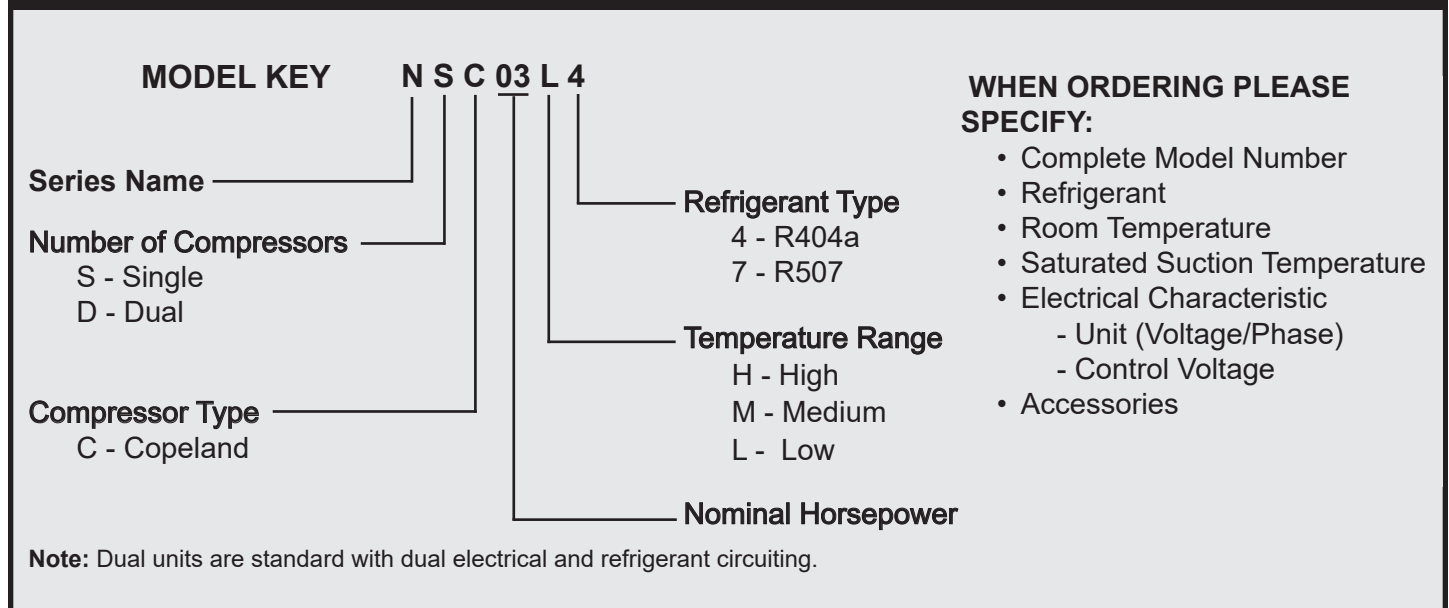 MODEL KEY N S C 03 L 4
Series Name
Number of Compressors
S - Single
D - Dual
Compressor Type
C - Copeland
Refrigerant Type
4 - R404a
7 - R507
Temperature Range
H - High
M - Medium
L - Low
Nominal Horsepower
WHEN ORDERING PLEASE
SPECIFY:
• Complete Model Number
• Refrigerant
• Room Temperature
• Saturated Suction Temperature
• Electrical Characteristic
- Unit (Voltage/Phase)
- Control Voltage
• Accessories
Note: Dual units are standard with dual electrical and refrigerant circuiting.